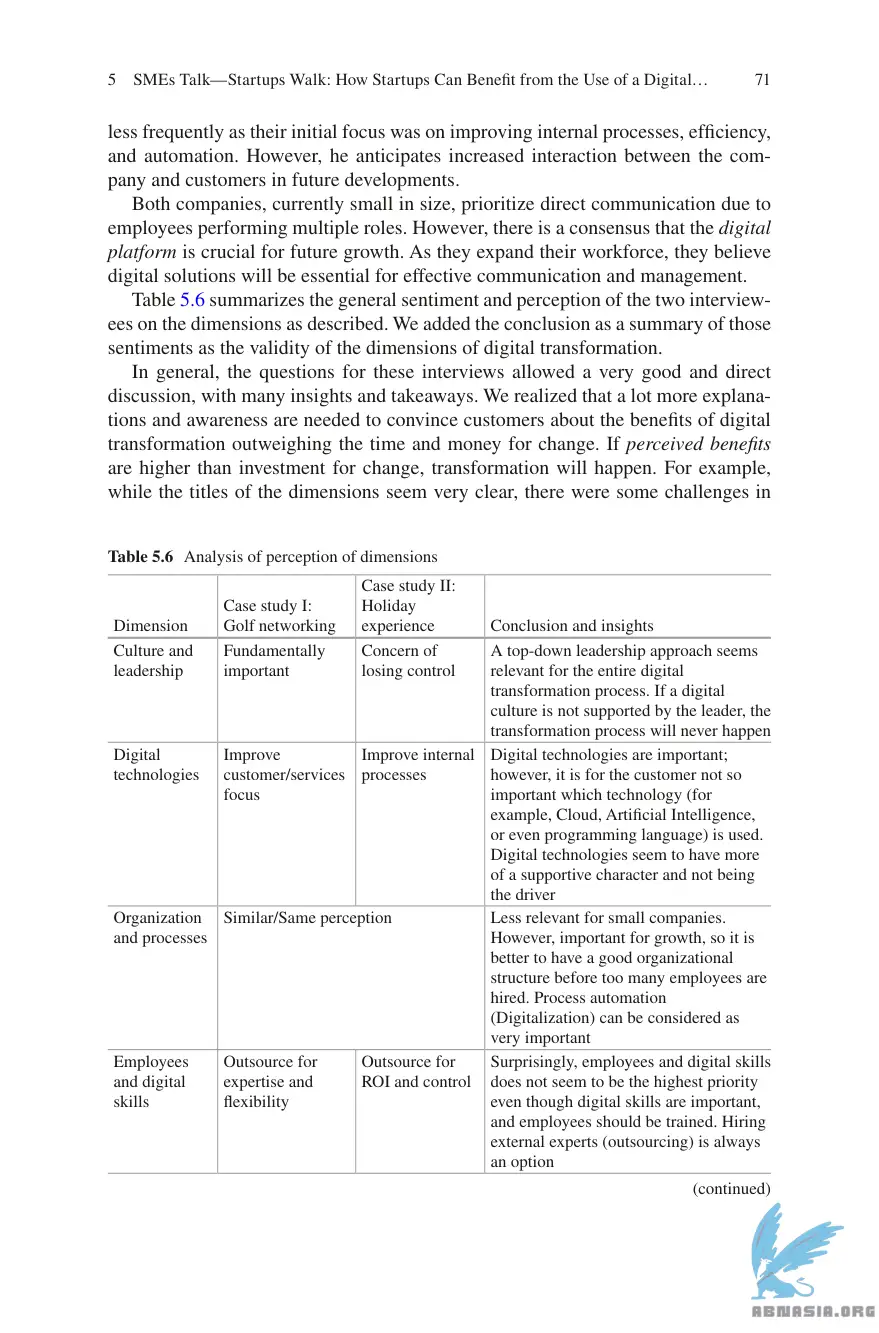 5 SMEs Talk—Startups Walk: How Startups Can Benefit from the Use of a Digital… 71
less frequently as their initial focus was on improving internal processes, efficiency,
and automation. However, he anticipates increased interaction between the com-
pany and customers in future developments.
Both companies, currently small in size, prioritize direct communication due to
employees performing multiple roles. However, there is a consensus that the digital
platform is crucial for future growth. As they expand their workforce, they believe
digital solutions will be essential for effective communication and management.
Table 5.6 summarizes the general sentiment and perception of the two interview-
ees on the dimensions as described. We added the conclusion as a summary of those
sentiments as the validity of the dimensions of digital transformation.
In general, the questions for these interviews allowed a very good and direct
discussion, with many insights and takeaways. We realized that a lot more explana-
tions and awareness are needed to convince customers about the benefits of digital
transformation outweighing the time and money for change. If perceived benefits
are higher than investment for change, transformation will happen. For example,
while the titles of the dimensions seem very clear, there were some challenges in
Table 5.6 Analysis of perception of dimensions
Dimension
Case study I:
Golf networking
Case study II:
Holiday
experience
Conclusion and insights
Culture and
leadership
Fundamentally
important
Concern of
losing control
A top-down leadership approach seems
relevant for the entire digital
transformation process. If a digital
culture is not supported by the leader, the
transformation process will never happen
Digital
technologies
Improve
customer/services
focus
Improve internal
processes
Digital technologies are important;
however, it is for the customer not so
important which technology (for
example, Cloud, Artificial Intelligence,
or even programming language) is used.
Digital technologies seem to have more
of a supportive character and not being
the driver
Organization
and processes
Similar/Same perception
Less relevant for small companies.
However, important for growth, so it is
better to have a good organizational
structure before too many employees are
hired. Process automation
(Digitalization) can be considered as
very important
Employees
and digital
skills
Outsource for
expertise and
flexibility
Outsource for
ROI and control
Surprisingly, employees and digital skills
does not seem to be the highest priority
even though digital skills are important,
and employees should be trained. Hiring
external experts (outsourcing) is always
an option
(continued)
ABNASIA.ORG